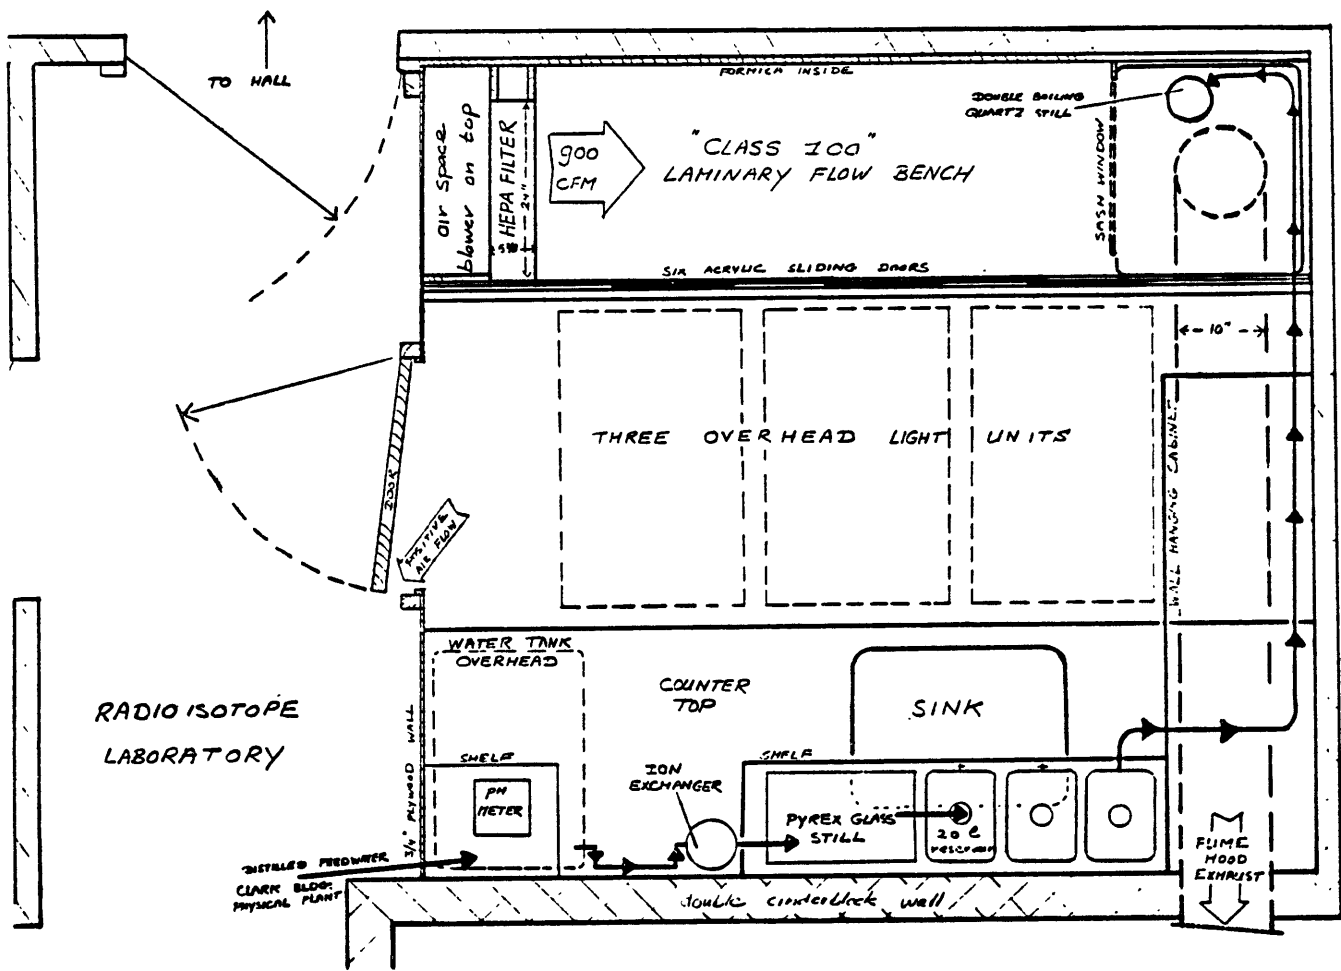 TO HALL
FORMICA INSIDE
air space
blower on top
HEPA FILTER
24"
900
CFM
"CLASS 100"
LAMINARY FLOW BENCH
SASH WINDOW
DOUBLE BOILING
QUARTZ STILL
SIX ACRYLIC SLIDING DOORS
10"
THREE OVERHEAD LIGHT UNITS
WALL HANGING CABINET
DOOR
POSITIVE
AIR FLOW
WATER TANK
OVERHEAD
COUNTER
TOP
SINK
RADIOISOTOPE
LABORATORY
3/4" PLYWOOD WALL
SHELF
PH
METER
ION
EXCHANGER
SHELF
PYREX GLASS
STILL
20 l
reservoir
DISTILLED FEEDWATER
CLARK BLDG.
PHYSICAL PLANT
double cinderblock wall
FUME
HOOD
EXHAUST